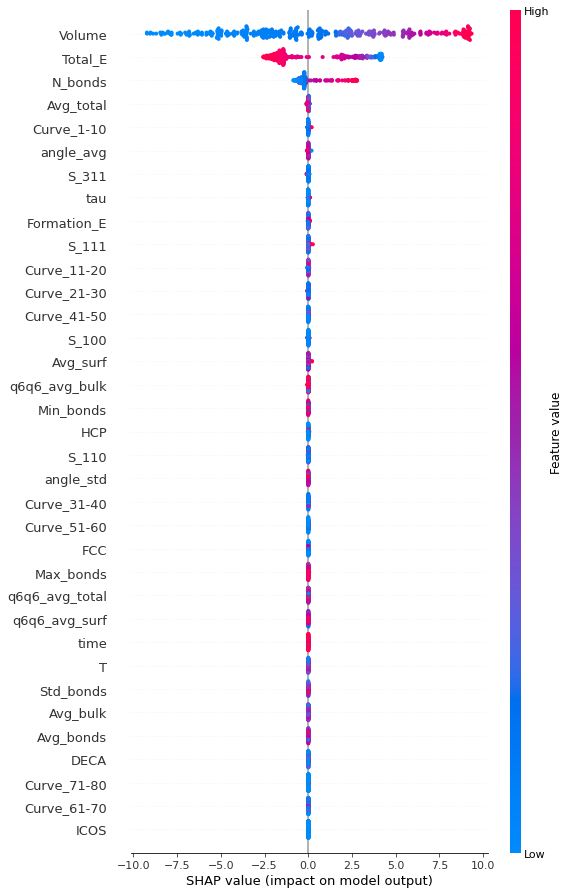 High
Volume
Total_E
N_bonds
Avg_total
Curve_1-10
angle_avg
S_311
tau
Formation_E
S_111
Curve_11-20
Curve_21-30
Curve_41-50
S_100
Avg_surf
q6q6_avg_bulk
Min_bonds
HCP
S_110
angle_std
Curve_31-40
Curve_51-60
FCC
Max_bonds
q6q6_avg_total
q6q6_avg_surf
time
T
Std_bonds
Avg_bulk
Avg_bonds
DECA
Curve_71-80
Curve_61-70
ICOS
Feature value
Low
−10.0 −7.5 −5.0 −2.5 0.0 2.5 5.0 7.5 10.0
SHAP value (impact on model output)